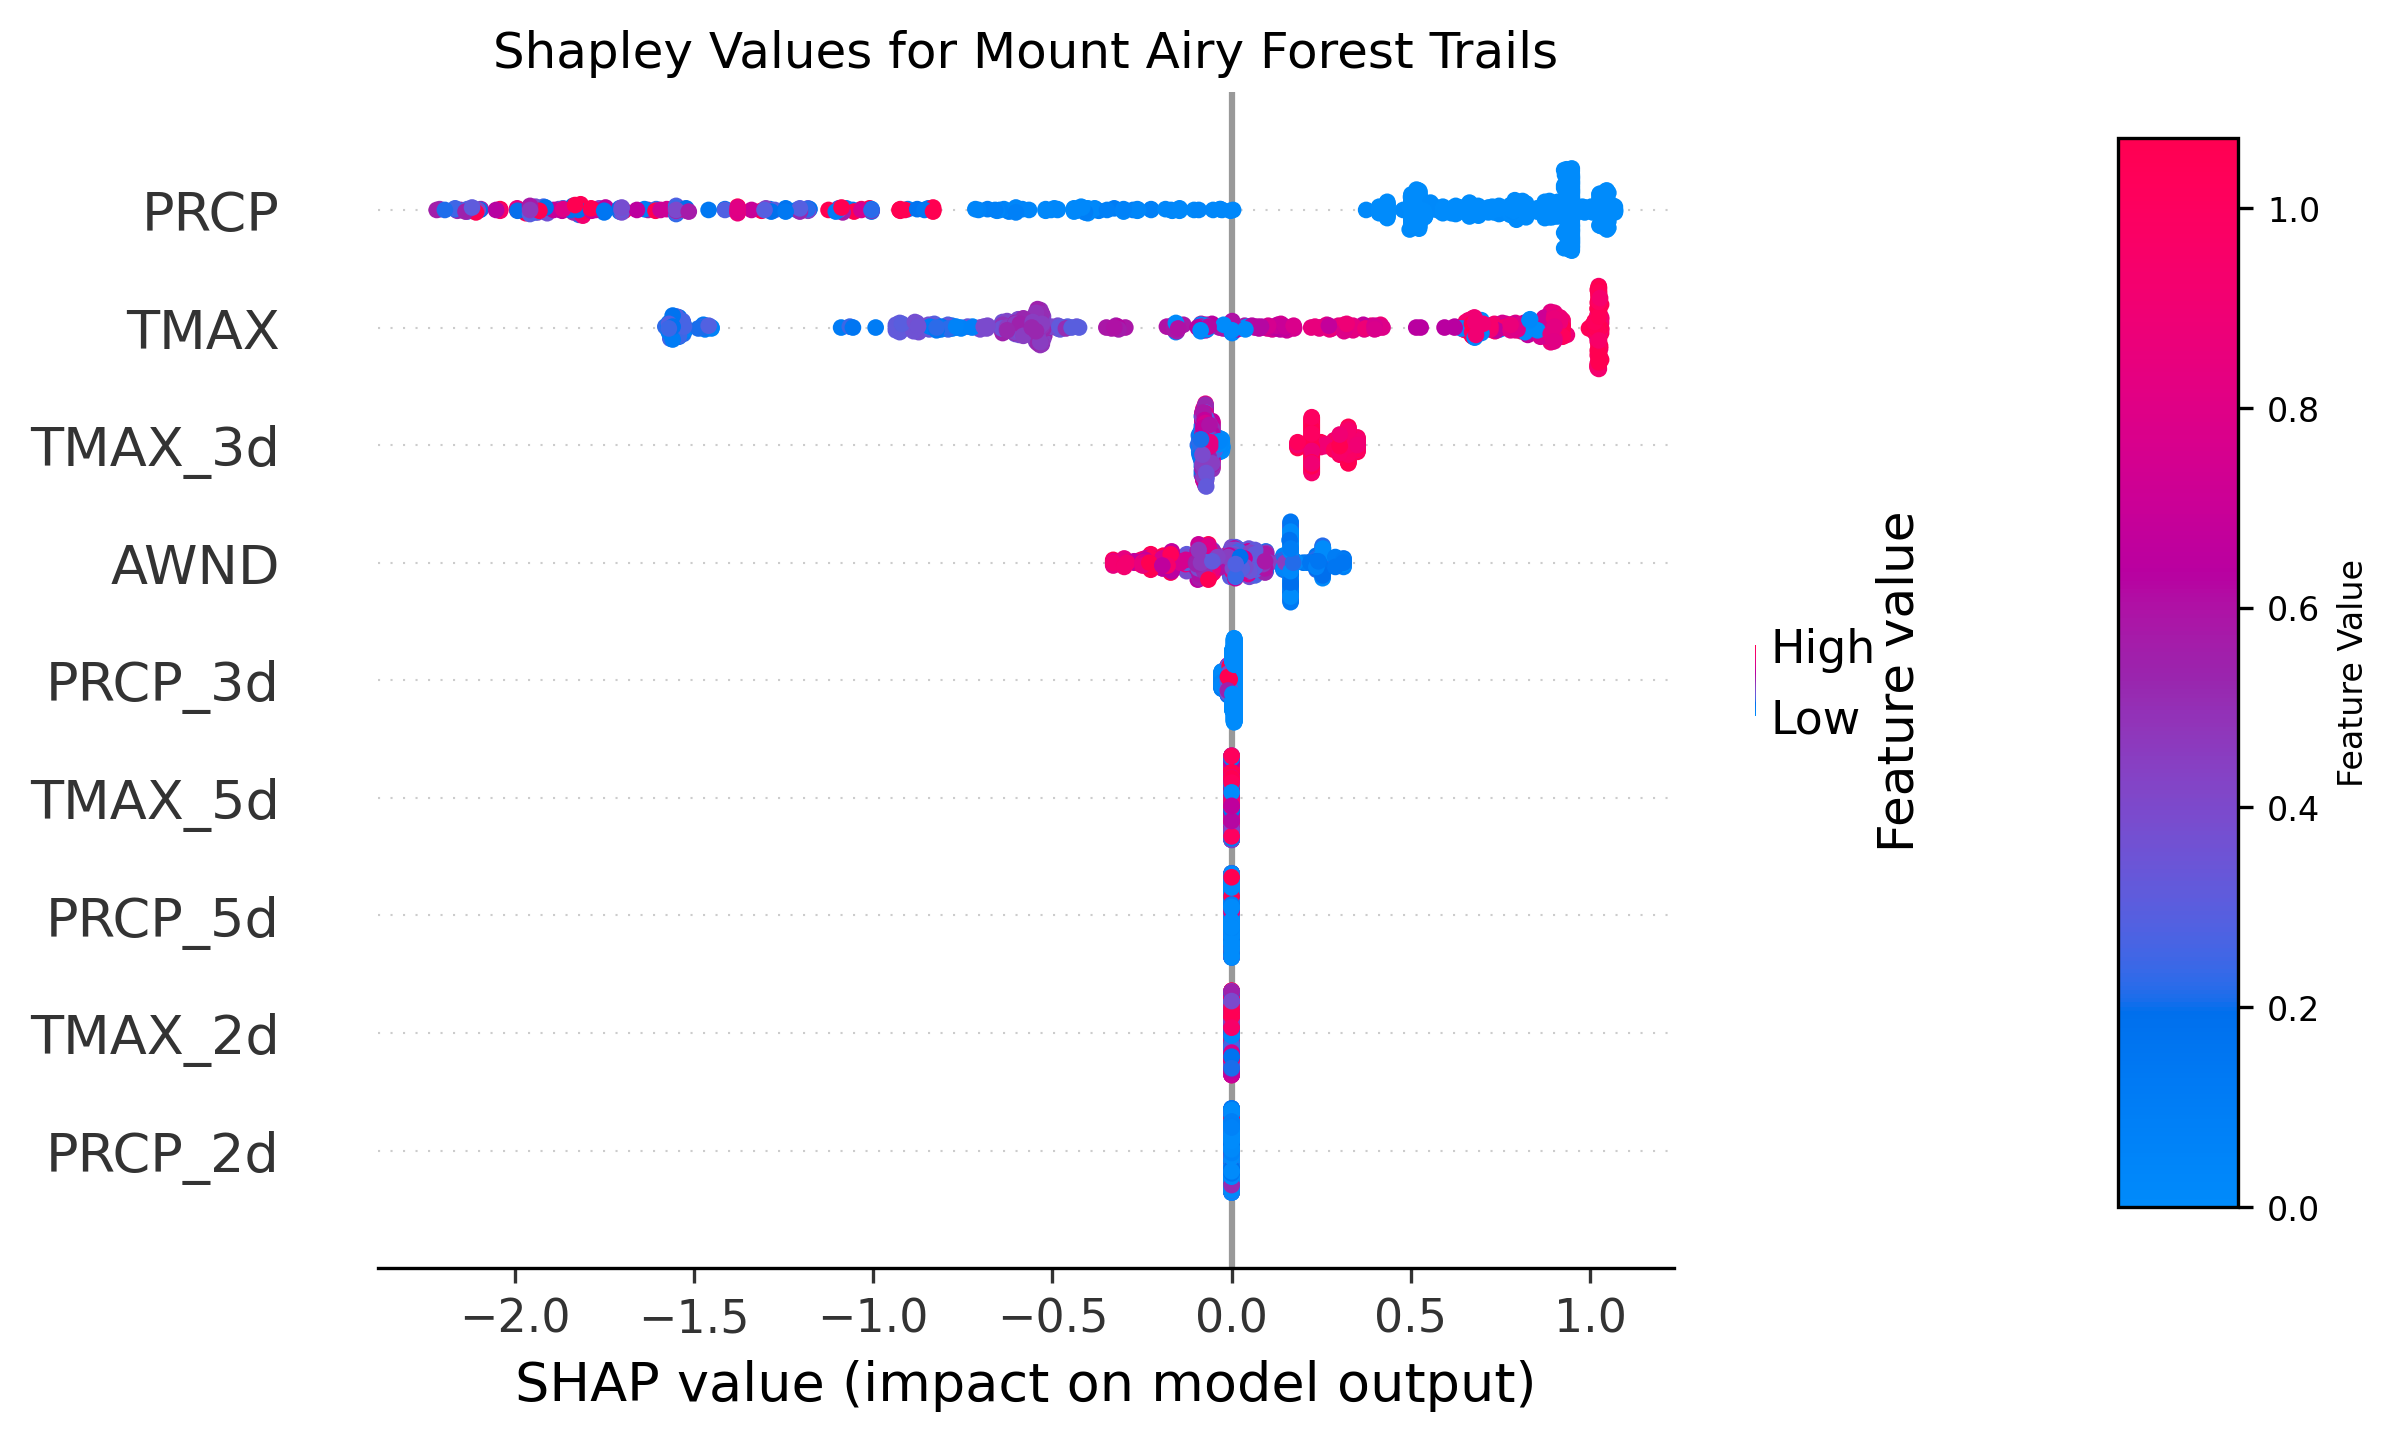 Shapley Values for Mount Airy Forest Trails
PRCP
TMAX
TMAX_3d
AWND
PRCP_3d
TMAX_5d
PRCP_5d
TMAX_2d
PRCP_2d
−2.0 −1.5 −1.0 −0.5 0.0 0.5 1.0
SHAP value (impact on model output)
High
Low
Feature value
1.0
0.8
0.6
0.4
0.2
0.0
Feature Value